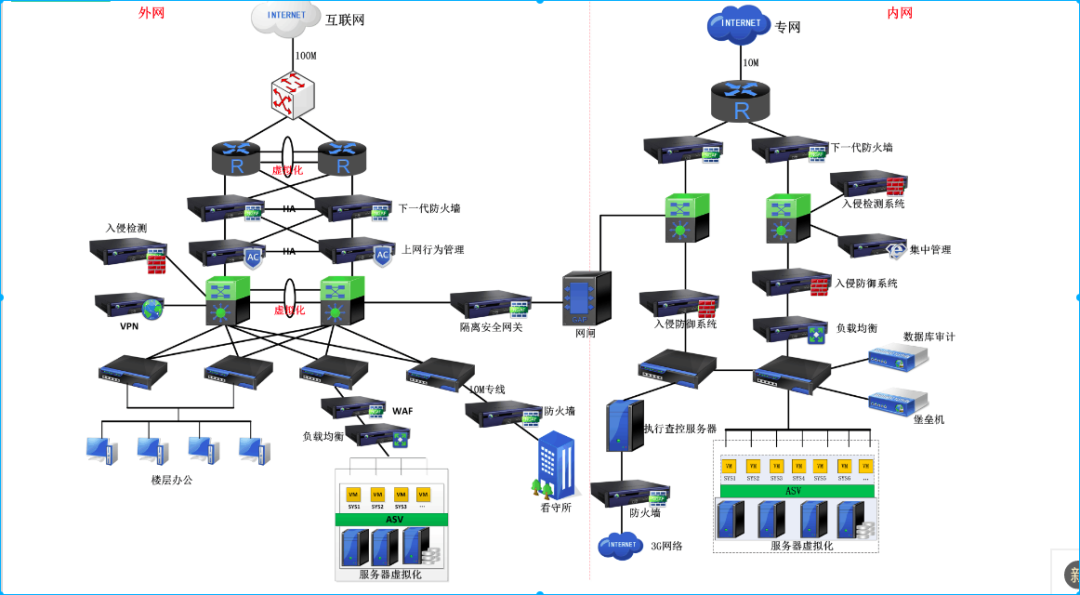 外网
INTERNET
互联网
100M
R
R
虚拟化
HA
下一代防火墙
入侵检测
HA
AC
AC
上网行为管理
VPN
虚拟化
隔离安全网关
网闸
10M专线
WAF
防火墙
负载均衡
楼层办公
看守所
VM
VM
VM
VM
SYS1
SYS2
SYS3
...
ASV
服务器虚拟化
内网
INTERNET
专网
10M
R
下一代防火墙
入侵检测系统
集中管理
入侵防御系统
入侵防御系统
负载均衡
数据库审计
堡垒机
执行查控服务器
防火墙
INTERNET
3G网络
VM
VM
VM
VM
VM
VM
VM
SYS1
SYS2
SYS3
SYS4
SYS5
SYS6
...
ASV
服务器虚拟化
新